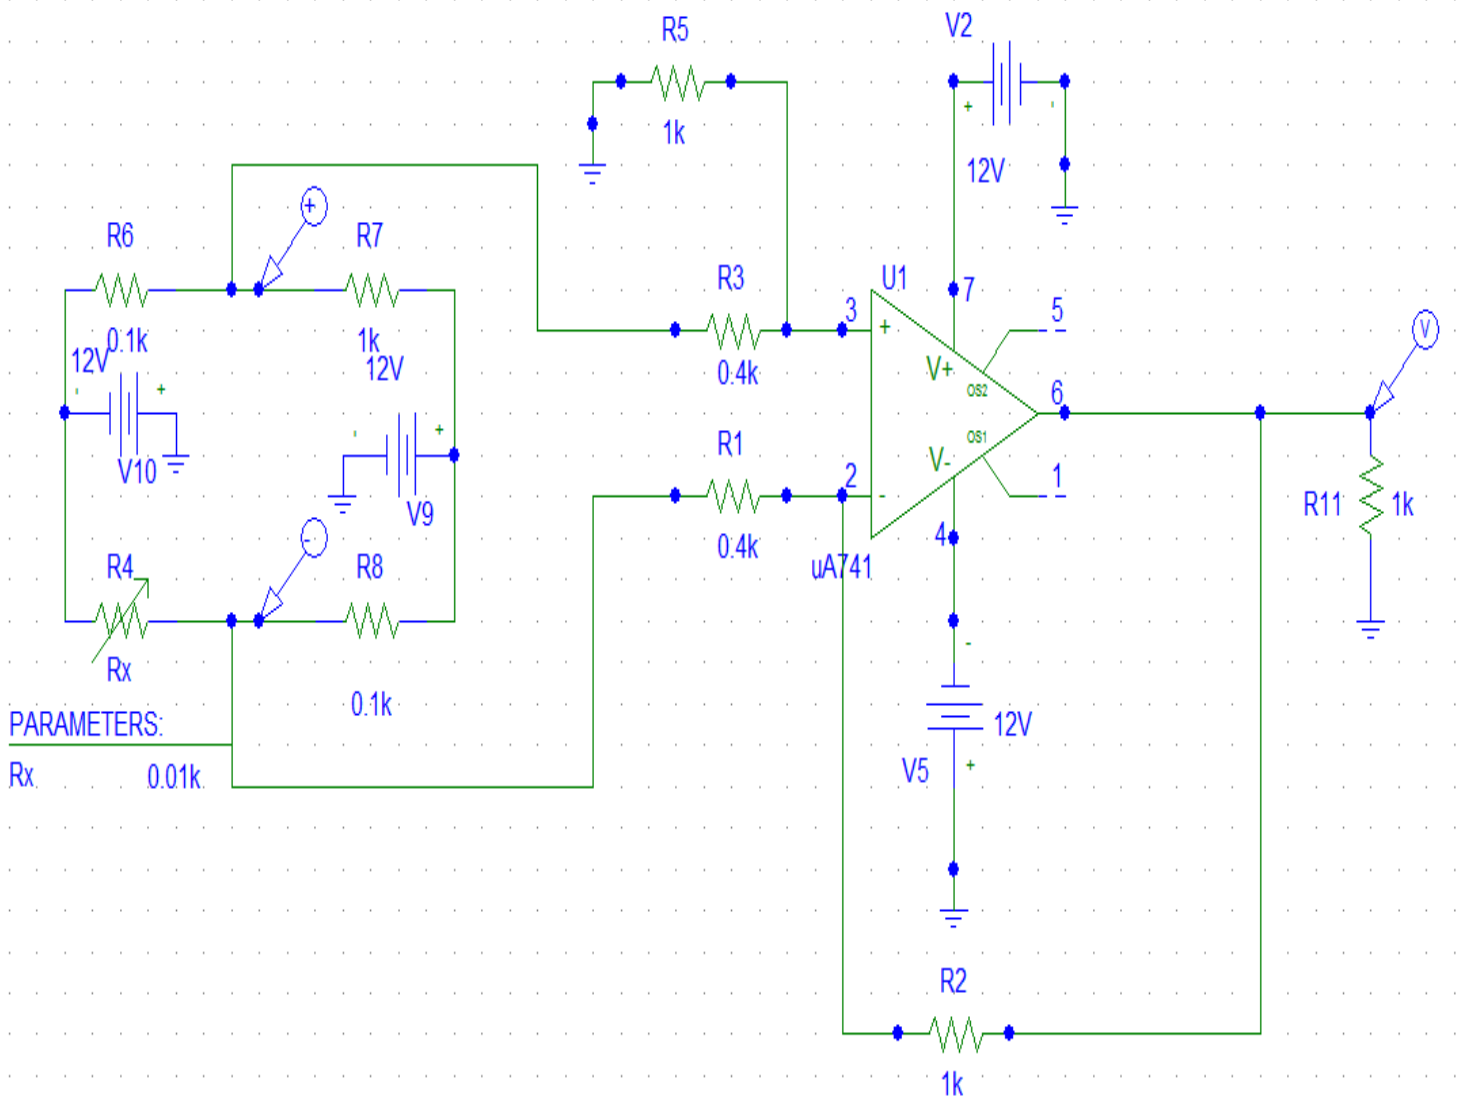 R5
1k
V2
+ -
12V
+
R6
0.1k
R7
1k
12V
- +
V10
12V
- +
V9
R3
0.4k
R1
0.4k
U1
3
+
2
-
7
V+
5
OS2
6
OS1
V-
1
4
uA741
V
R11
1k
-
R4
Rx
R8
0.1k
PARAMETERS:
Rx 0.01k
-
12V
V5
+
R2
1k